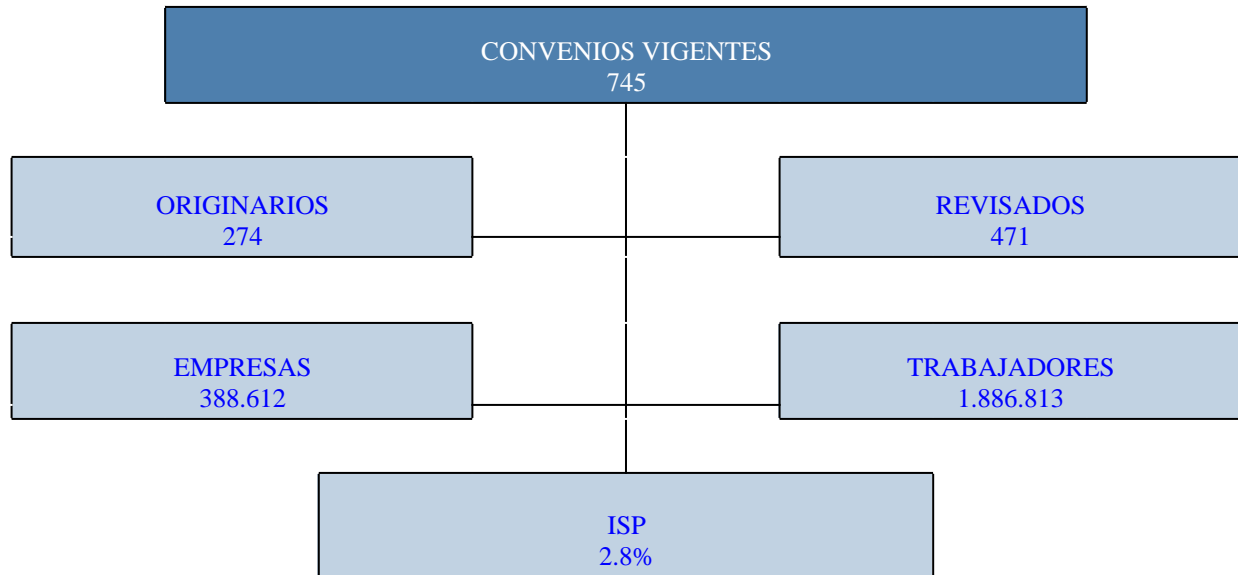 CONVENIOS VIGENTES
745
ORIGINARIOS
274
REVISADOS
471
EMPRESAS
388.612
TRABAJADORES
1.886.813
ISP
2.8%